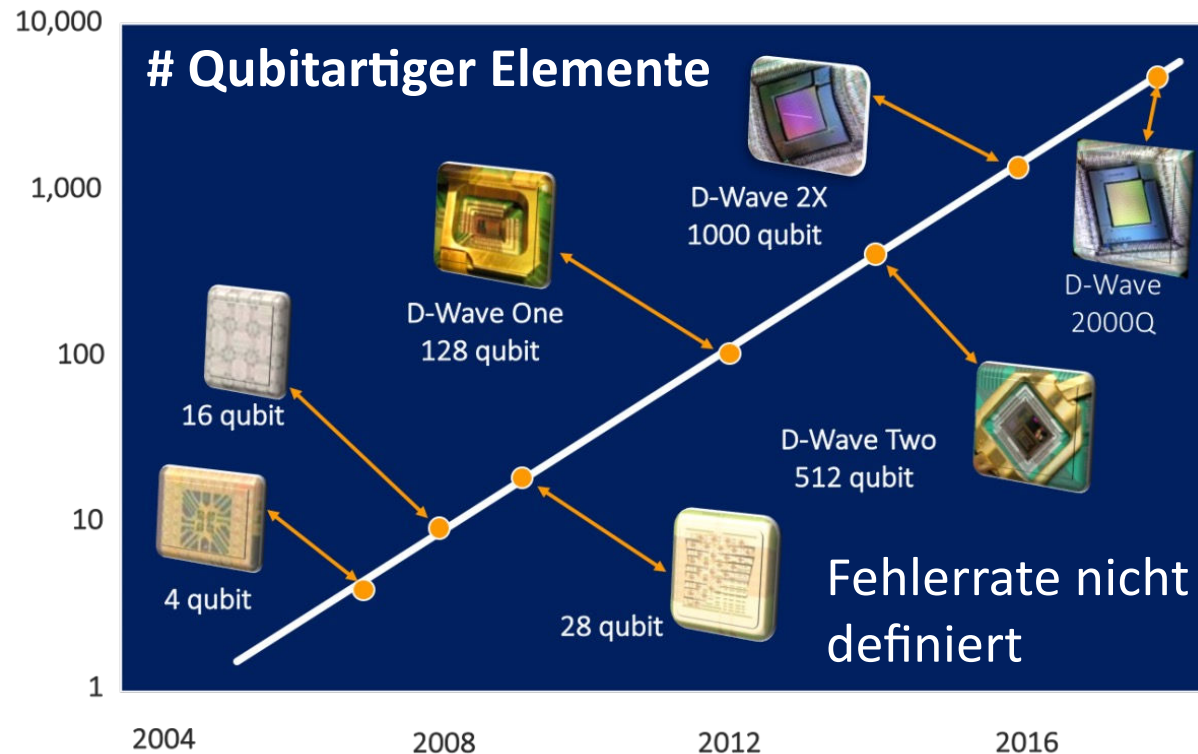 10,000
# Qubitartiger Elemente
1,000
D-Wave 2X
1000 qubit
D-Wave
2000Q
D-Wave One
128 qubit
100
16 qubit
D-Wave Two
512 qubit
10
4 qubit
28 qubit
Fehlerrate nicht
definiert
1
2004
2008
2012
2016